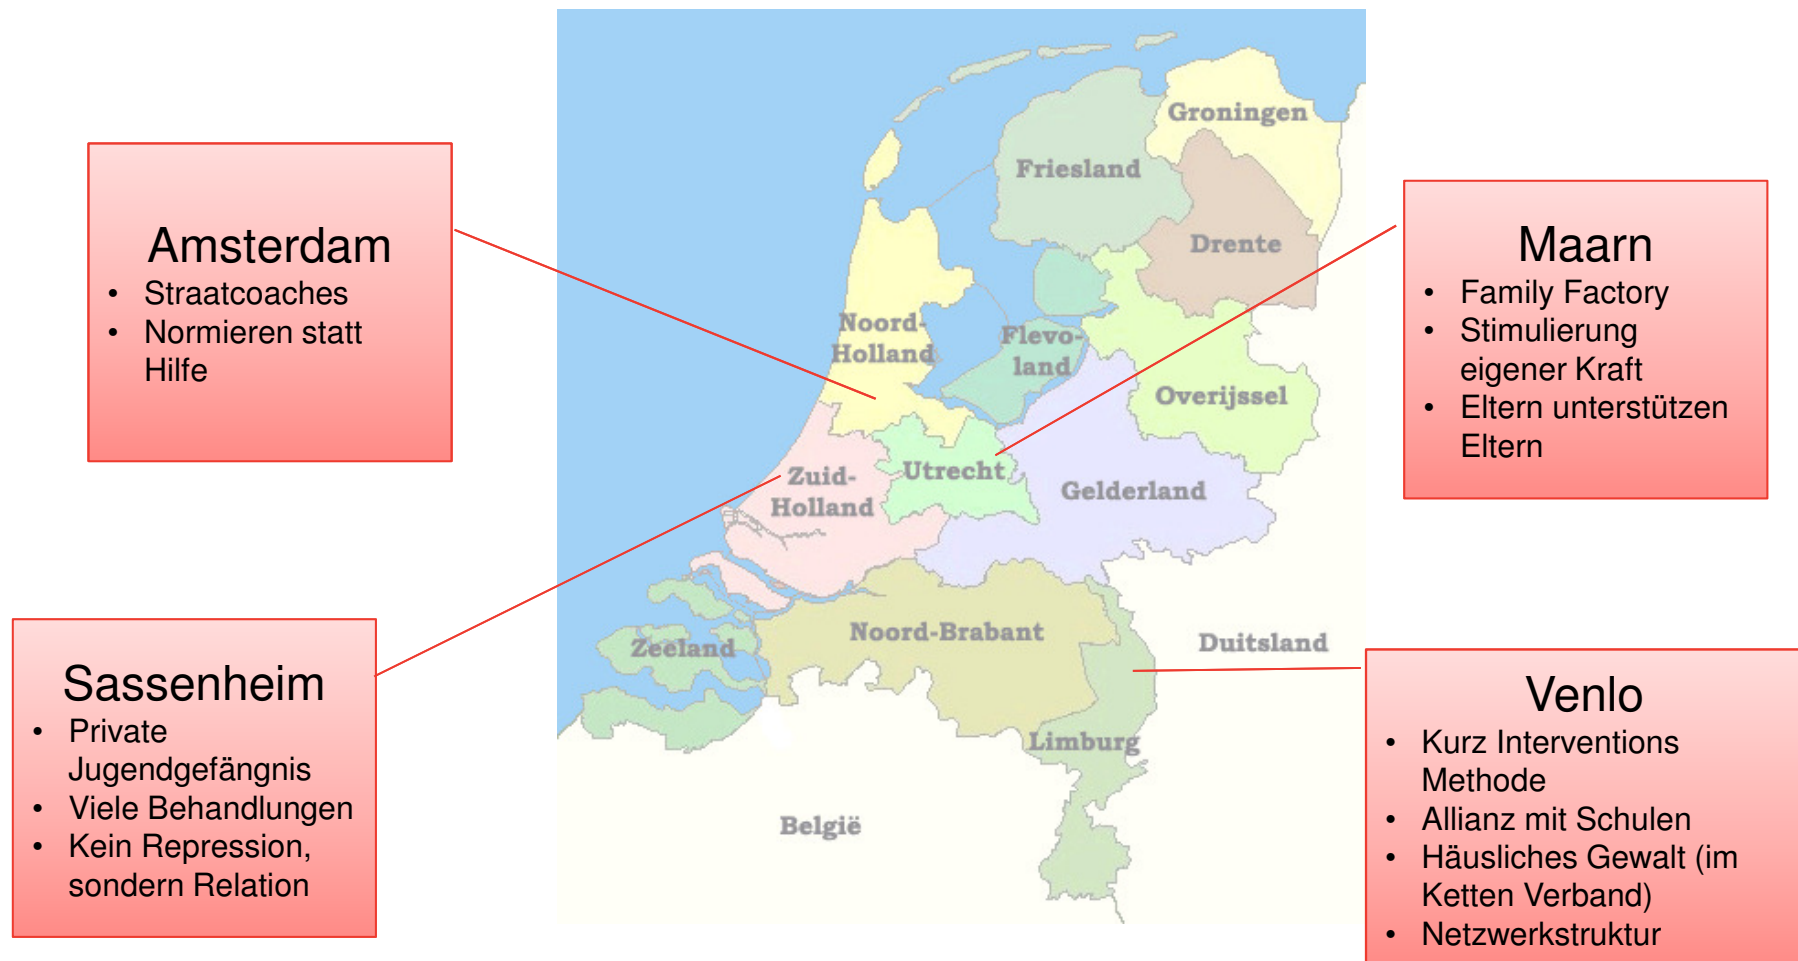 Amsterdam
• Straatcoaches
• Normieren statt
Hilfe
Sassenheim
• Private
Jugendgefängnis
• Viele Behandlungen
• Kein Repression,
sondern Relation
Groningen
Friesland
Drente
Noord-
Holland
Flevo-
land
Overijssel
Utrecht
Zuid-
Holland
Gelderland
Noord-Brabant
Zeeland
Duitsland
Limburg
België
Maarn
• Family Factory
• Stimulierung
eigener Kraft
• Eltern unterstützen
Eltern
Venlo
• Kurz Interventions
Methode
• Allianz mit Schulen
• Häusliches Gewalt (im
Ketten Verband)
• Netzwerkstruktur